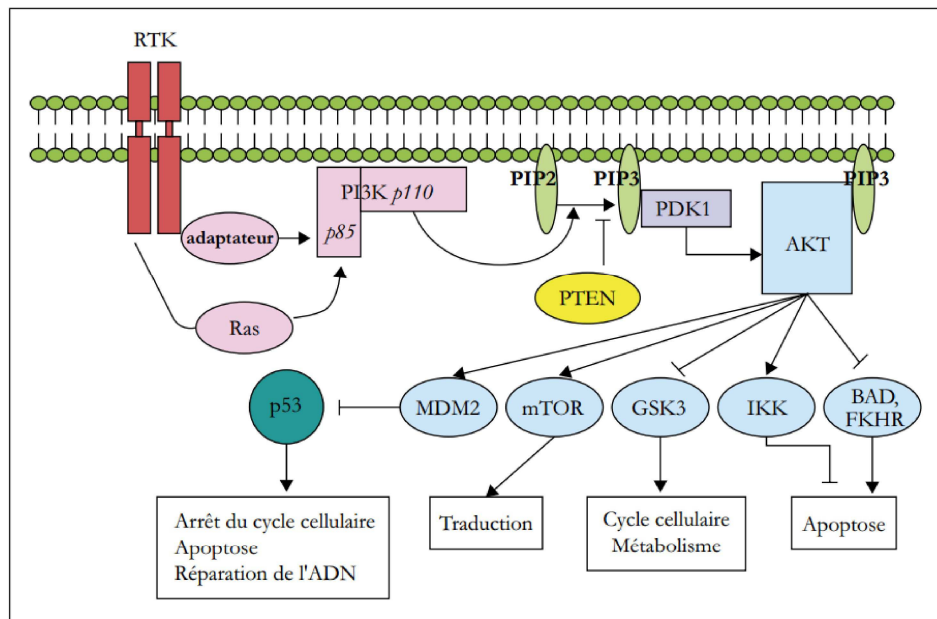 RTK
PIP2
PIP3
PIP3
PI3K p110
p85
PDK1
adaptateur
AKT
PTEN
Ras
p53
MDM2
mTOR
GSK3
IKK
BAD,
FKHR
Arrêt du cycle cellulaire
Apoptose
Réparation de l'ADN
Traduction
Cycle cellulaire
Métabolisme
Apoptose